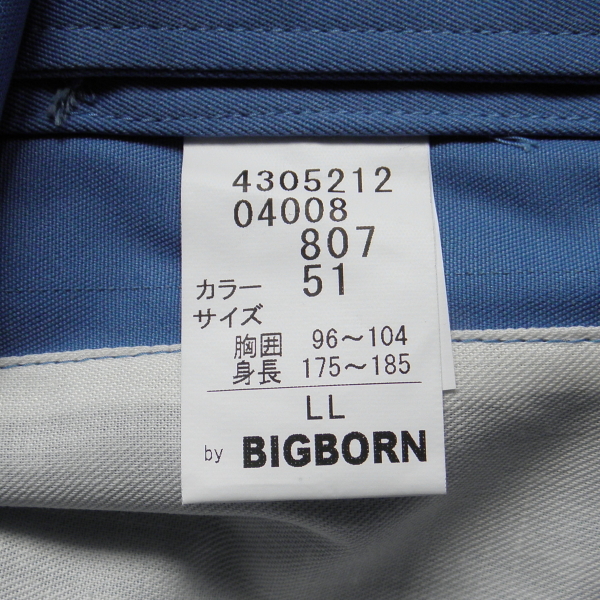 4305212
04008
807
カラー 51
サイズ
胸囲 96～104
身長 175～185
LL
by BIGBORN